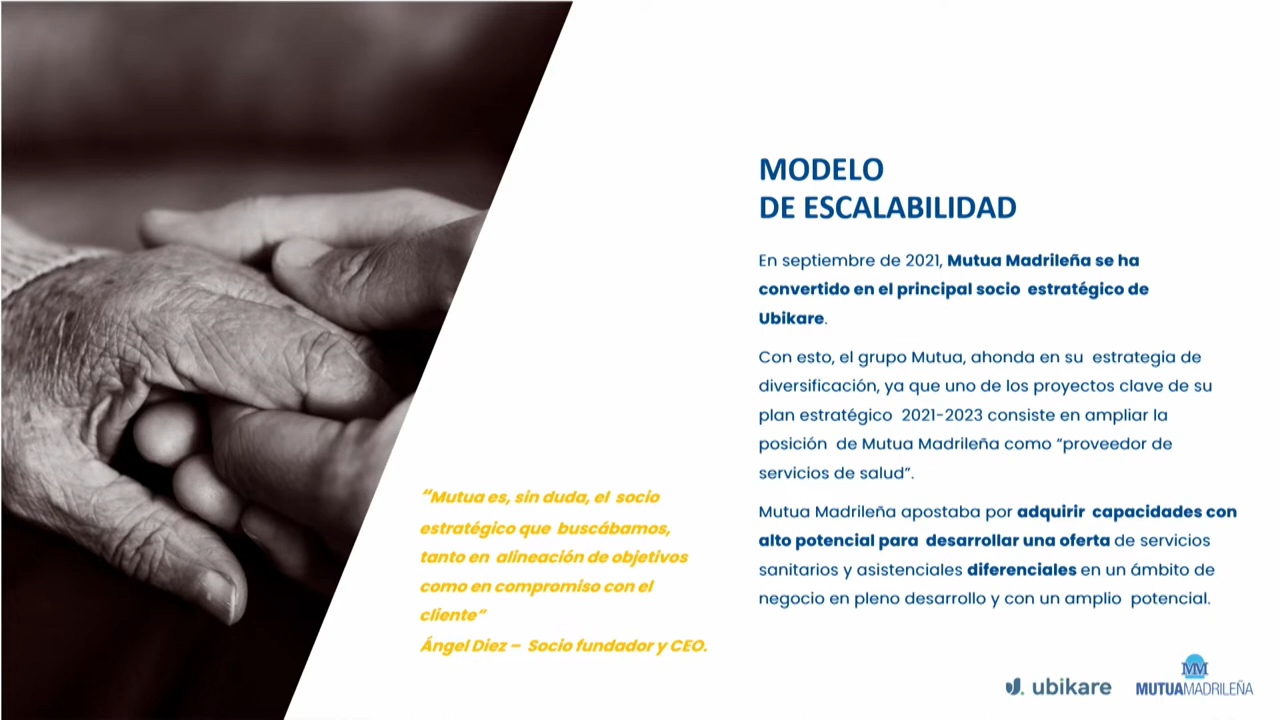 MODELO
DE ESCALABILIDAD
En septiembre de 2021, Mutua Madrileña se ha
convertido en el principal socio estratégico de
Ubikare.
Con esto, el grupo Mutua, ahonda en su estrategia de
diversificación, ya que uno de los proyectos clave de su
plan estratégico 2021-2023 consiste en ampliar la
posición de Mutua Madrileña como “proveedor de
servicios de salud”.
Mutua Madrileña apostaba por adquirir capacidades con
alto potencial para desarrollar una oferta de servicios
sanitarios y asistenciales diferenciales en un ámbito de
negocio en pleno desarrollo y con un amplio potencial.
“Mutua es, sin duda, el socio
estratégico que buscábamos,
tanto en alineación de objetivos
como en compromiso con el
cliente”
Ángel Diez – Socio fundador y CEO.
ubikare
MM
MUTUAMADRILEÑA